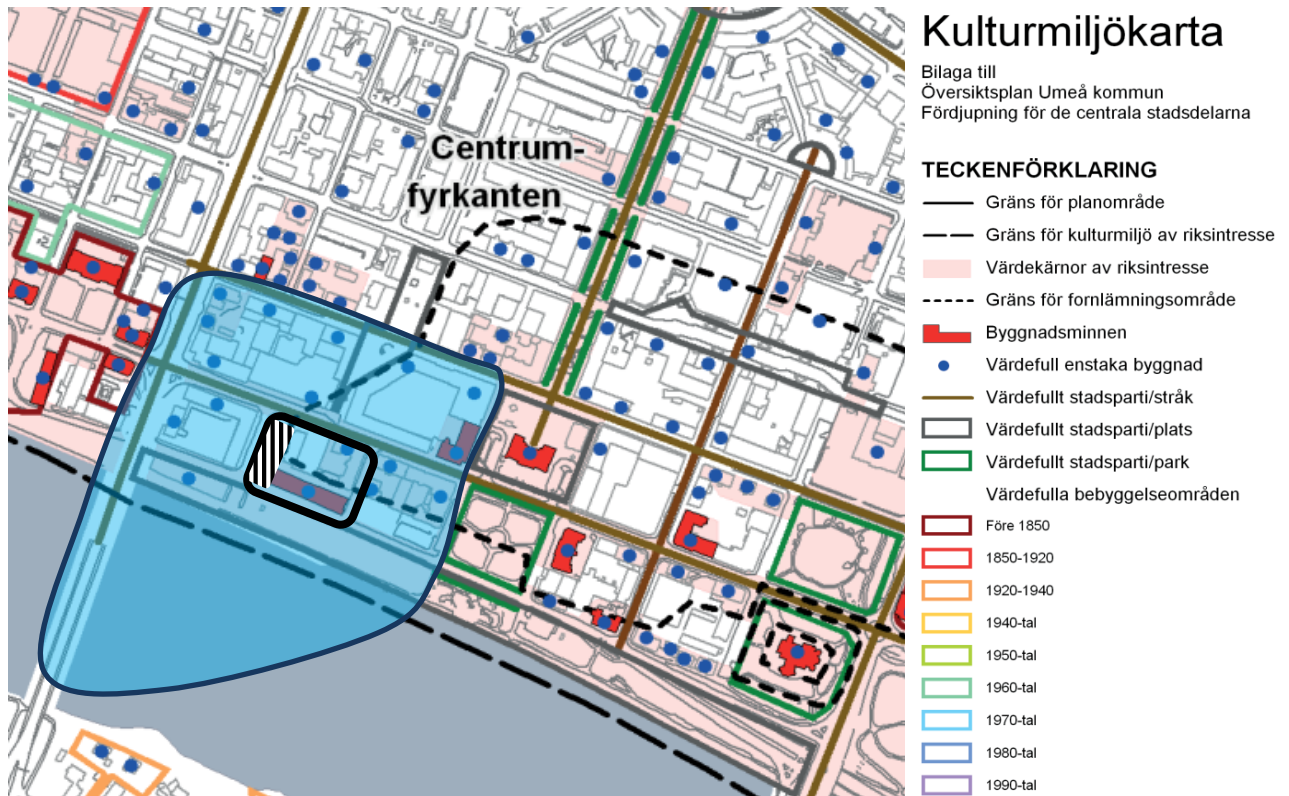 Centrum-
fyrkanten
Kulturmiljökarta
Bilaga till
Översiktsplan Umeå kommun
Fördjupning för de centrala stadsdelarna
TECKENFÖRKLARING
Gräns för planområde
Gräns för kulturmiljö av riksintresse
Värdekärnor av riksintresse
Gräns för fornlämningsområde
Byggnadsminnen
Värdefull enstaka byggnad
Värdefullt stadsparti/stråk
Värdefullt stadsparti/plats
Värdefullt stadsparti/park
Värdefulla bebyggelseområden
Före 1850
1850-1920
1920-1940
1940-tal
1950-tal
1960-tal
1970-tal
1980-tal
1990-tal